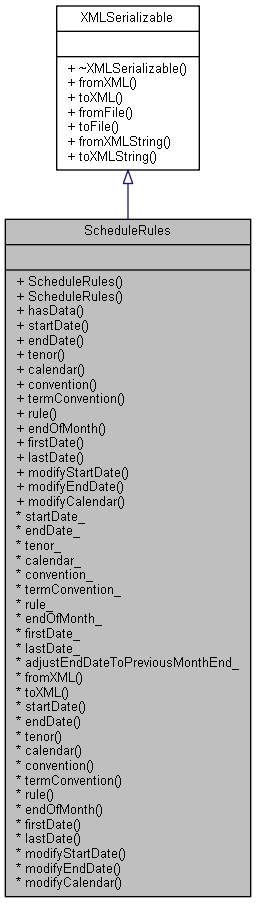 XMLSerializable
+ ~XMLSerializable()
+ fromXML()
+ toXML()
+ fromFile()
+ toFile()
+ fromXMLString()
+ toXMLString()
ScheduleRules
+ ScheduleRules()
+ ScheduleRules()
+ hasData()
+ startDate()
+ endDate()
+ tenor()
+ calendar()
+ convention()
+ termConvention()
+ rule()
+ endOfMonth()
+ firstDate()
+ lastDate()
+ modifyStartDate()
+ modifyEndDate()
+ modifyCalendar()
* startDate_
* endDate_
* tenor_
* calendar_
* convention_
* termConvention_
* rule_
* endOfMonth_
* firstDate_
* lastDate_
* adjustEndDateToPreviousMonthEnd_
* fromXML()
* toXML()
* startDate()
* endDate()
* tenor()
* calendar()
* convention()
* termConvention()
* rule()
* endOfMonth()
* firstDate()
* lastDate()
* modifyStartDate()
* modifyEndDate()
* modifyCalendar()